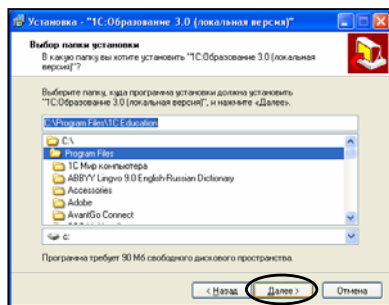 Установка - "1С:Образование 3.0 (локальная версия)"
Выбор папки установки
В какую папку вы хотите установить "1С:Образование 3.0 (локальная
версия)"?
Выберите папку, куда программа установки должна установить
"1С:Образование 3.0 (локальная версия)", и нажмите «Далее».
C:\Program Files\1C Education
C:\
Program Files
1С Мир компьютера
ABBYY Lingvo 9.0 English-Russian Dictionary
Accessories
Adobe
AvantGo Connect
c:
Программа требует 90 Мб свободного дискового пространства.
< Назад
Далее >
Отмена